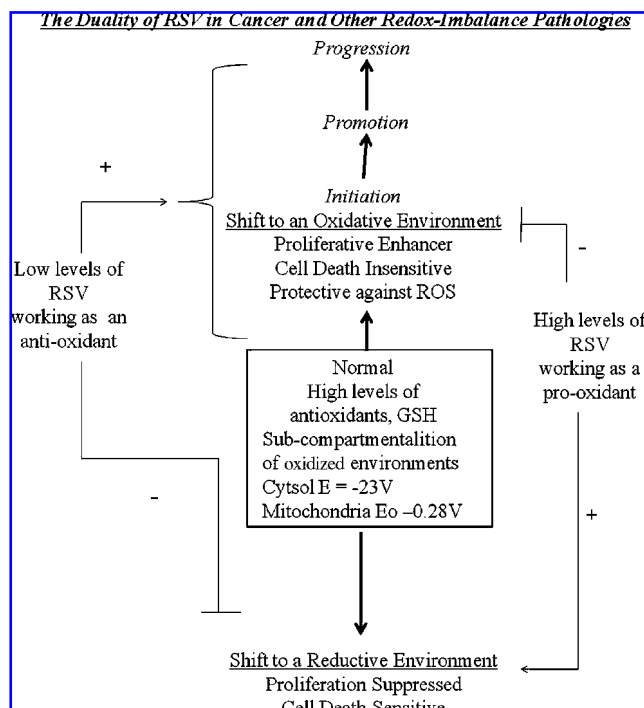 The Duality of RSV in Cancer and Other Redox-Imbalance Pathologies
Progression
Promotion
+
Initiation
Shift to an Oxidative Environment
Proliferative Enhancer
Cell Death Insensitive
Protective against ROS
-
Low levels of
RSV
working as an
anti-oxidant
High levels of
RSV
working as a
pro-oxidant
Normal
High levels of
antioxidants, GSH
Sub-compartmentalition
of oxidized environments
Cytsol E = -23V
Mitochondria Eo –0.28V
-
+
Shift to a Reductive Environment
Proliferation Suppressed
Cell Death Sensitive